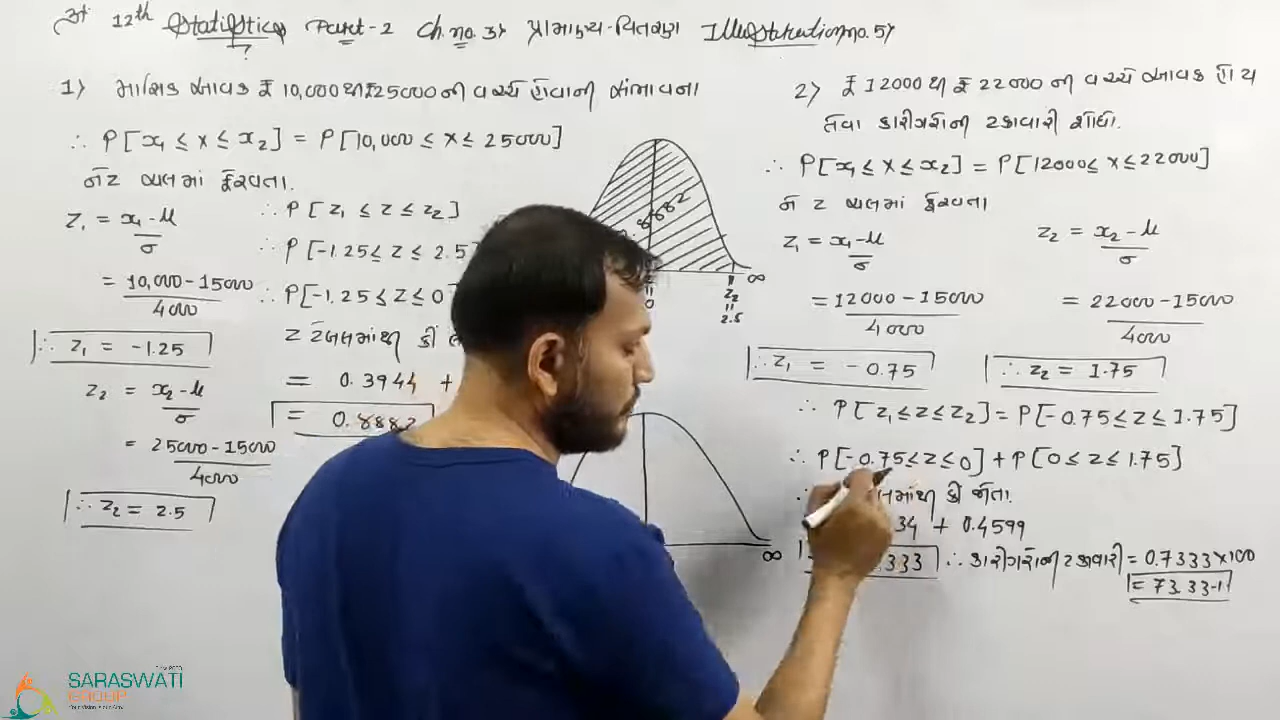 12th Statistics Part-2 Ch. no. 3} પ્રામાણ્ય-વિતરણ Illustration no. 5}
1) માસિક આવક ₹ 10,000 થી ₹25000 ની વચ્ચે હોવાની સંભાવના
∴ P[x₁ ≤ x ≤ x₂] = P[10,000 ≤ x ≤ 25000]
ને Z ચલમાં ફેરવતા.
Z₁ = x₁-μ / σ
= 10,000 - 15000 / 4000
∴ Z₁ = -1.25
Z₂ = x₂-μ / σ
= 25000 - 15000 / 4000
∴ Z₂ = 2.5
∴ P[Z₁ ≤ Z ≤ Z₂]
∴ P[-1.25 ≤ Z ≤ 2.5
∴ P[-1.25 ≤ Z ≤ 0
Z ટેબલમાંથી
= 0.3944 +
= 0.8882
.8882
0
Z₂
2.5
∞
∞
2) ₹ 12000 થી ₹ 22000 ની વચ્ચે આવક હોય
તેવા કારીગરોની ટકાવારી શોધો.
∴ P[x₁ ≤ x ≤ x₂] = P[12000 ≤ x ≤ 22000]
ને Z ચલમાં ફેરવતા
Z₁ = x₁-μ / σ
= 12000 - 15000 / 4000
∴ Z₁ = -0.75
Z₂ = x₂-μ / σ
= 22000 - 15000 / 4000
∴ Z₂ = 1.75
∴ P[Z₁ ≤ Z ≤ Z₂] = P[-0.75 ≤ Z ≤ 1.75]
∴ P[-0.75 ≤ Z ≤ 0] + P[0 ≤ Z ≤ 1.75]
લમાંથી જોતા.
34 + 0.4599
333 ∴ કારીગરોની ટકાવારી = 0.7333×100
= 73.33%
SARASWATI
GROUP